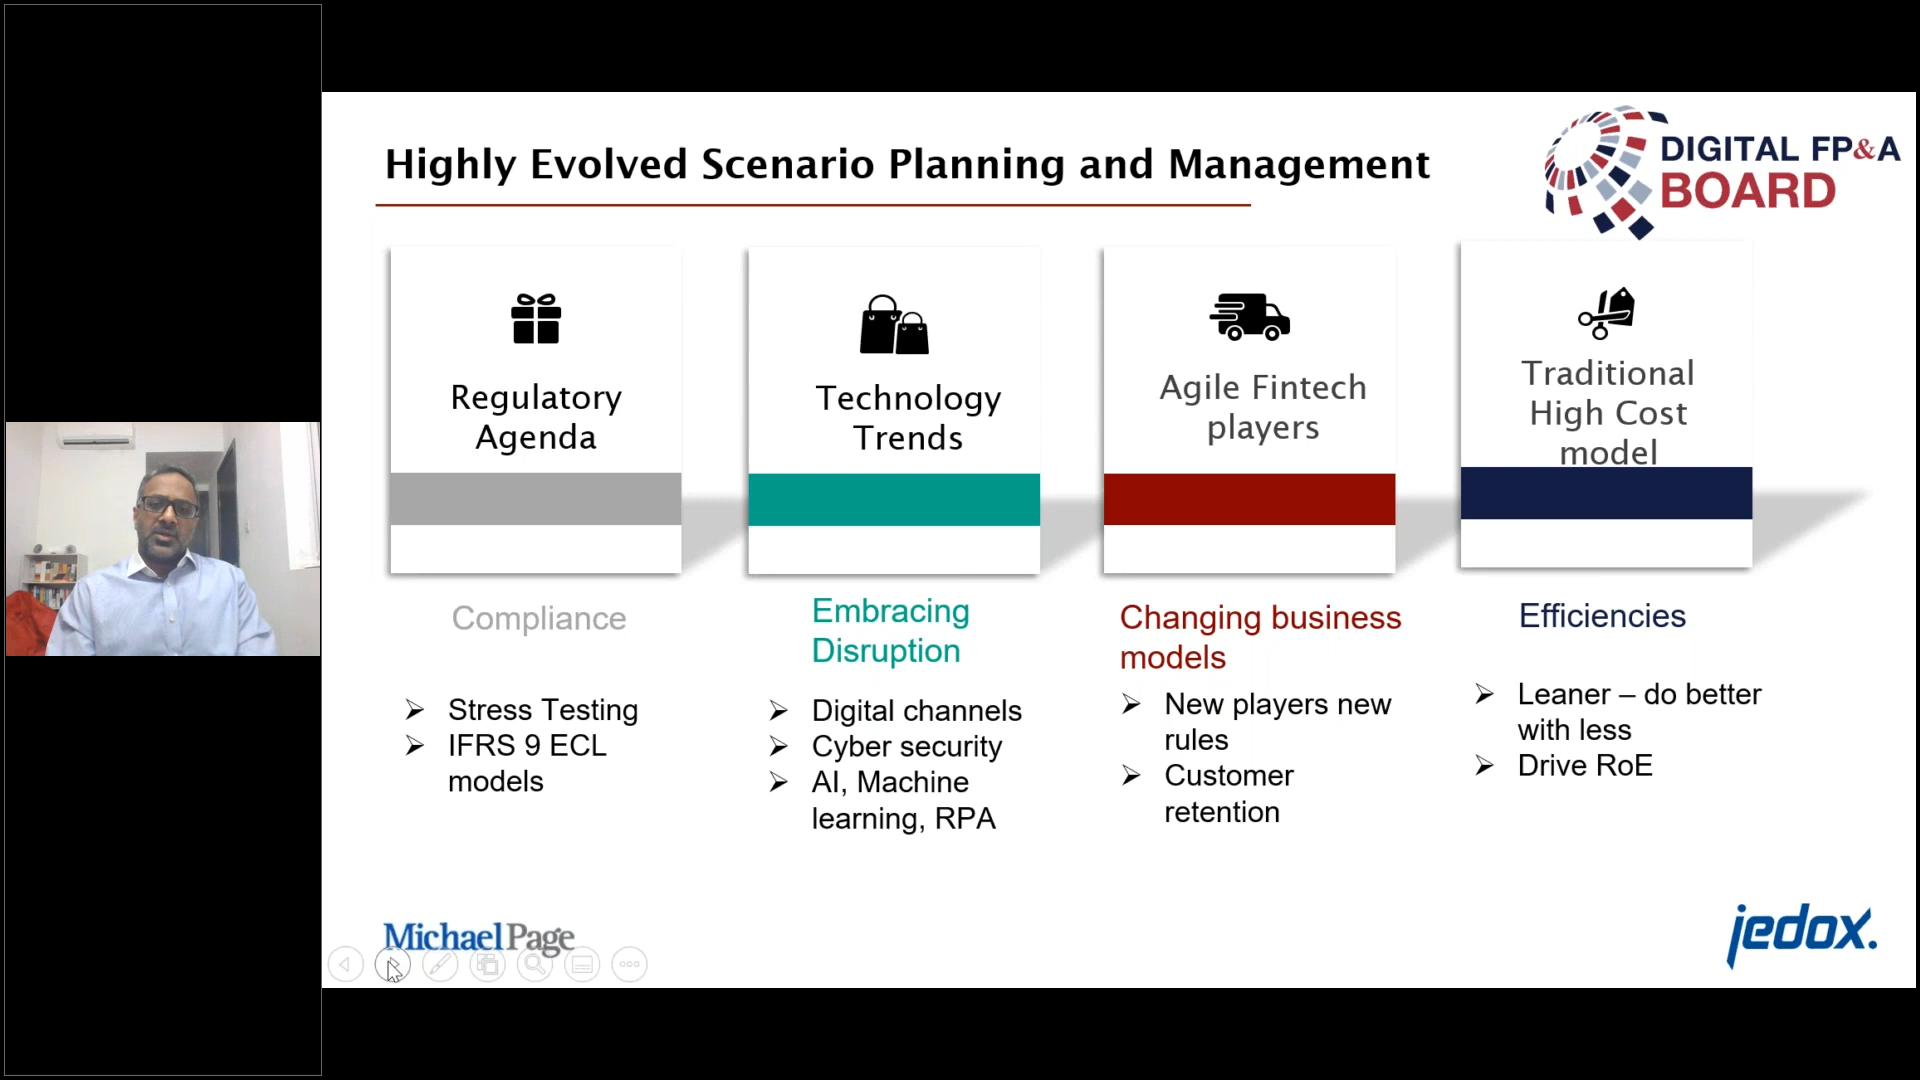 Highly Evolved Scenario Planning and Management
DIGITAL FP&A
BOARD
Regulatory
Agenda
Technology
Trends
Agile Fintech
players
Traditional
High Cost
model
Compliance
Stress Testing
IFRS 9 ECL
models
Embracing
Disruption
Digital channels
Cyber security
AI, Machine
learning, RPA
Changing business
models
New players new
rules
Customer
retention
Efficiencies
Leaner – do better
with less
Drive RoE
MichaelPage
jedox.